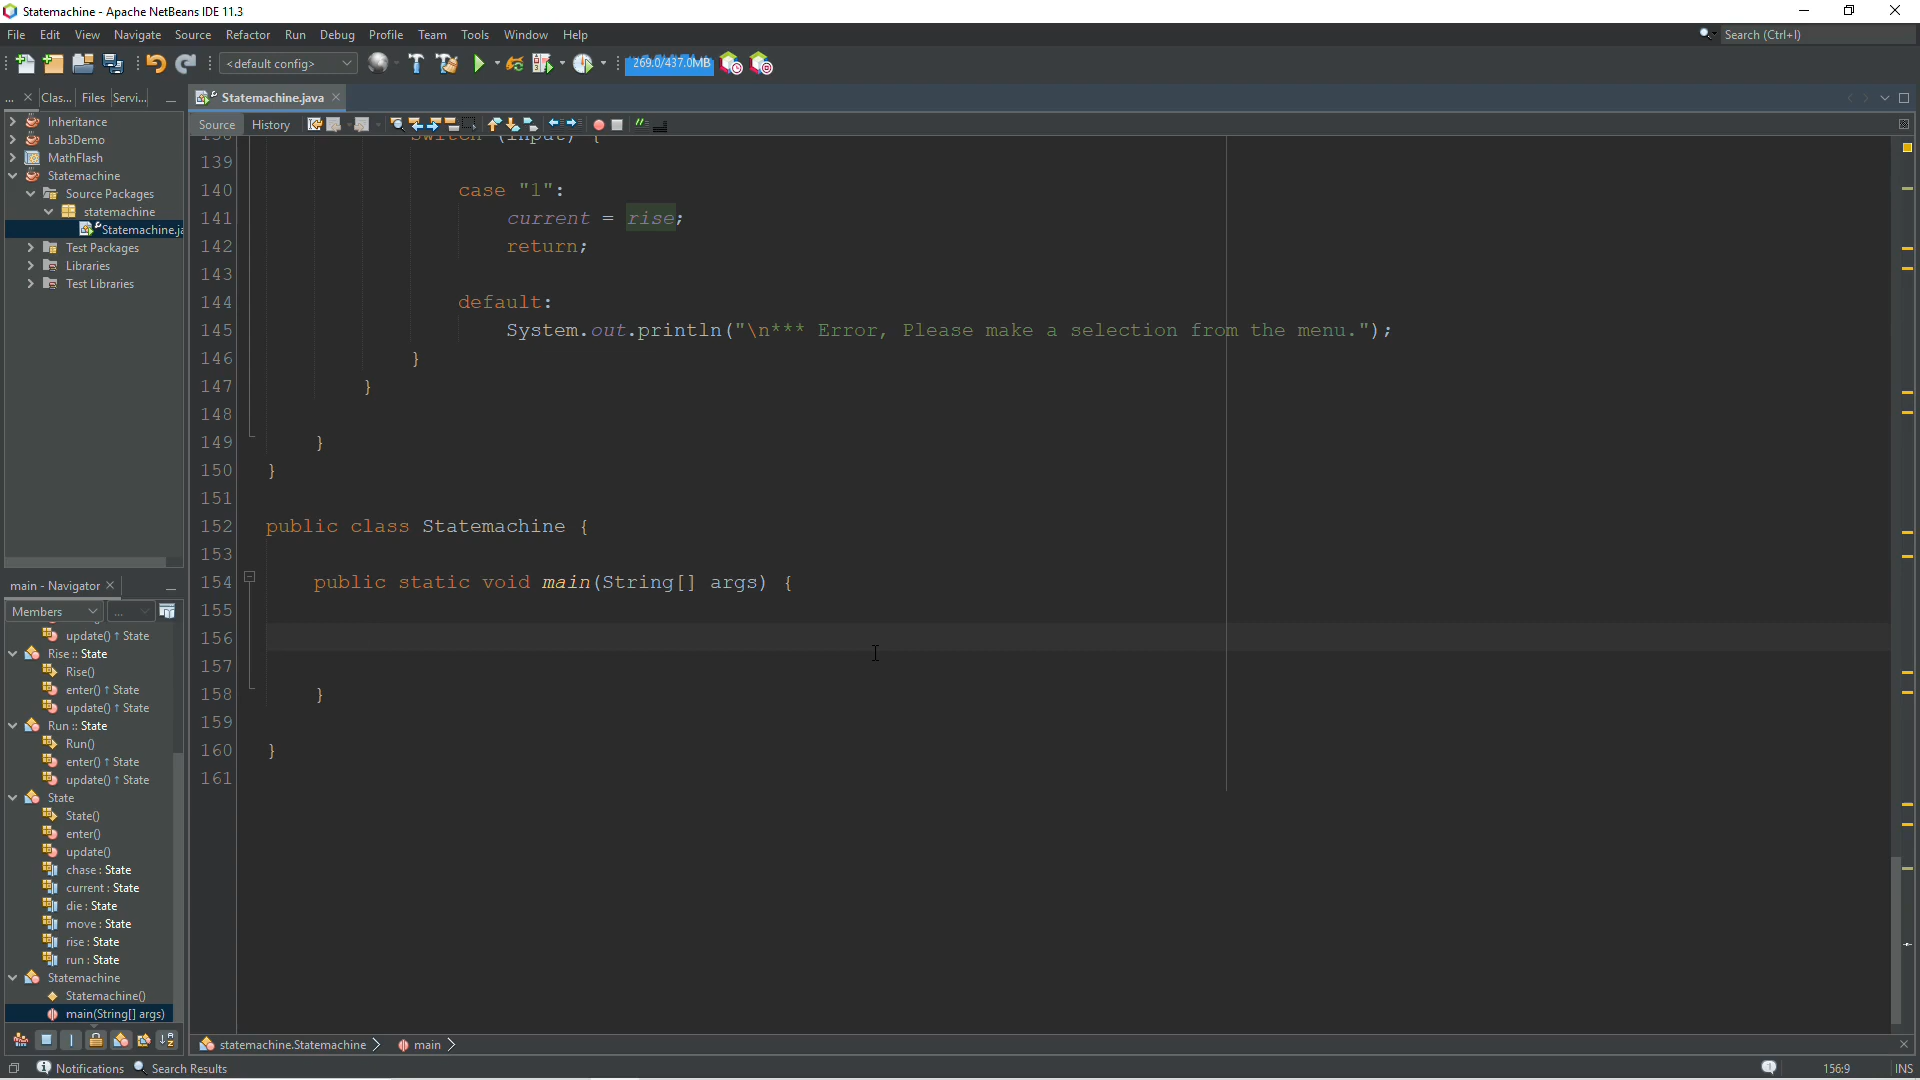 Statemachine - Apache NetBeans IDE 11.3
File Edit View Navigate Source Refactor Run Debug Profile Team Tools Window Help
Search (Ctrl+I)
<default config>
269.0/437.0MB
... Clas... Files Servi...
Statemachine.java
Source History
Inheritance
Lab3Demo
MathFlash
Statemachine
Source Packages
statemachine
Statemachine.ja
Test Packages
Libraries
Test Libraries
138 switch (input) {
139
140 case "1":
141 current = rise;
142 return;
143
144 default:
145 System.out.println("\n*** Error, Please make a selection from the menu.");
146 }
147 }
148
149 }
150 }
151
152 public class Statemachine {
153
154 public static void main(String[] args) {
155
156
157
158 }
159
160 }
161
main - Navigator
Members ...
update() ↑ State
Rise :: State
Rise()
enter() ↑ State
update() ↑ State
Run :: State
Run()
enter() ↑ State
update() ↑ State
State
State()
enter()
update()
chase : State
current : State
die : State
move : State
rise : State
run : State
Statemachine
Statemachine()
main(String[] args)
statemachine.Statemachine main
Notifications Search Results
1 156:9 INS